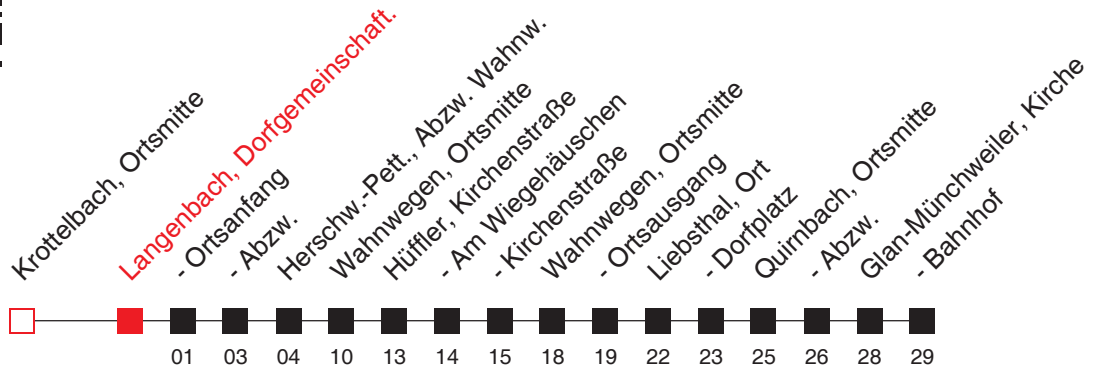 Krottelbach, Ortsmitte
Langenbach, Dorfgemeinschaft.
- Ortsanfang
- Abzw.
Herschw.-Pett., Abzw. Wahnw.
Wahnwegen, Ortsmitte
Hüffler, Kirchenstraße
- Am Wiegehäuschen
- Kirchenstraße
Wahnwegen, Ortsmitte
- Ortsausgang
Liebsthal, Ort
- Dorfplatz
Quirnbach, Ortsmitte
- Abzw.
Glan-Münchweiler, Kirche
- Bahnhof
01 03 04 10 13 14 15 18 19 22 23 25 26 28 29